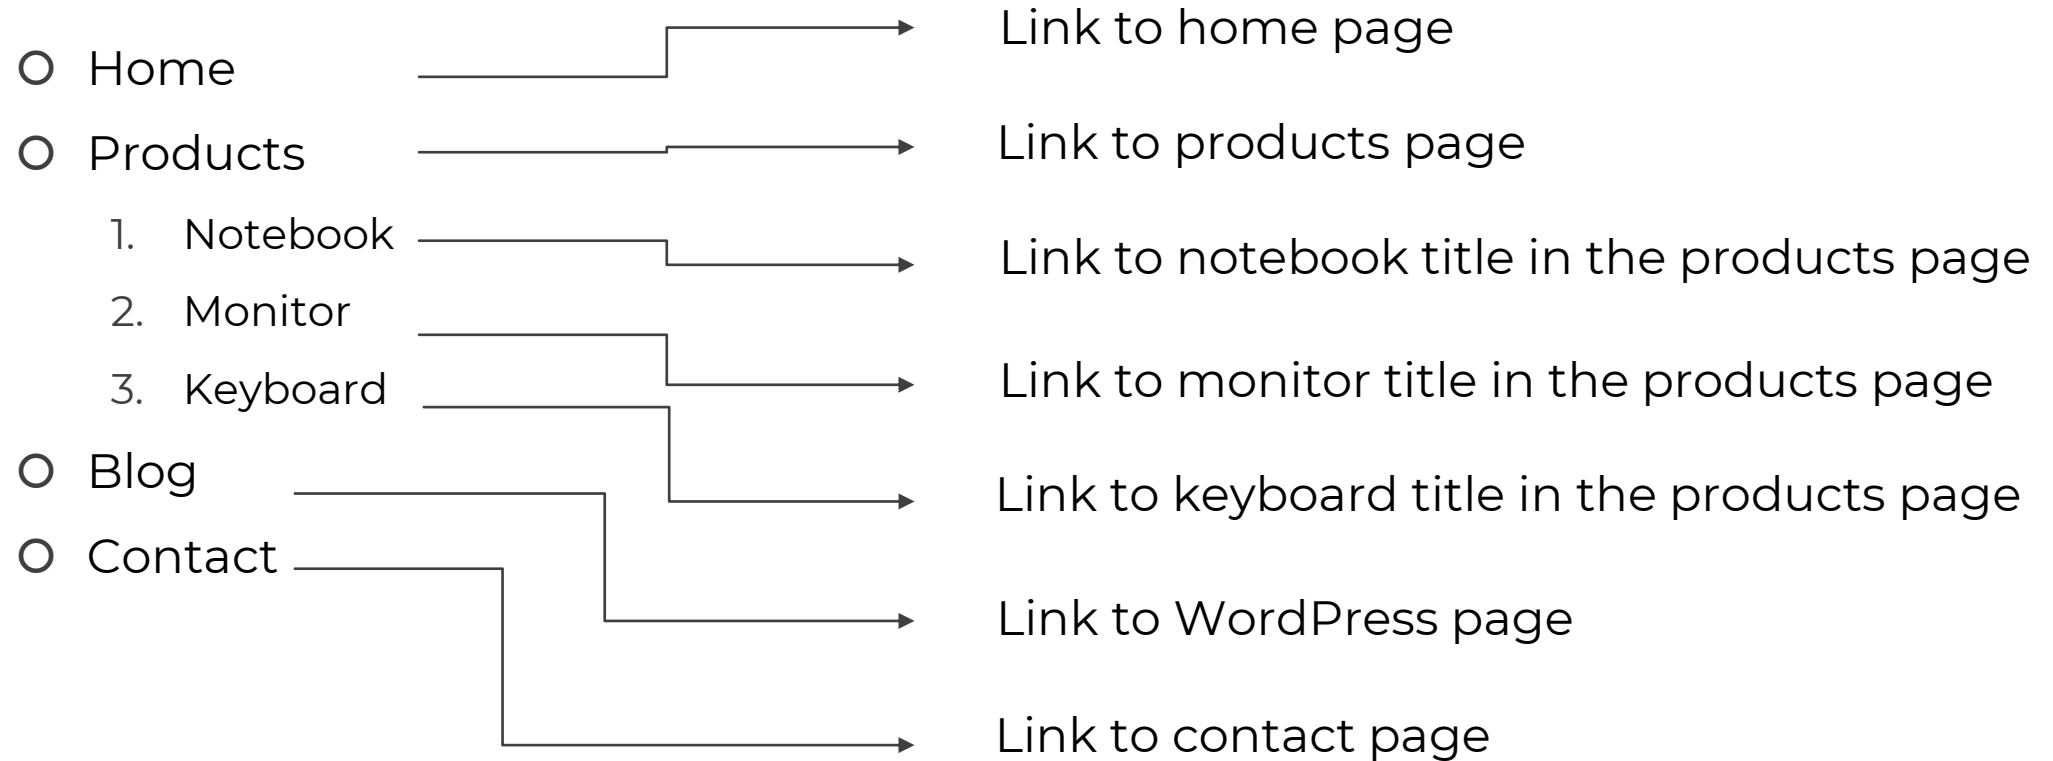 Home
Products
1. Notebook
2. Monitor
3. Keyboard
Blog
Contact
Link to home page
Link to products page
Link to notebook title in the products page
Link to monitor title in the products page
Link to keyboard title in the products page
Link to WordPress page
Link to contact page